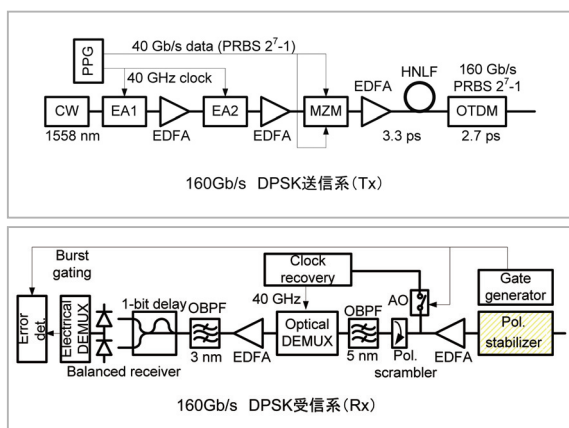 PPG
40 Gb/s data (PRBS 2⁷-1)
40 GHz clock
EDFA
HNLF
160 Gb/s
PRBS 2⁷-1
CW
EA1
EA2
MZM
OTDM
1558 nm
EDFA
EDFA
3.3 ps
2.7 ps
160Gb/s DPSK送信系(Tx)
Burst
gating
Clock
recovery
Gate
generator
AO
1-bit delay
OBPF
40 GHz
OBPF
Error
det.
Electrical
DEMUX
Optical
DEMUX
Pol.
stabilizer
3 nm
EDFA
5 nm
Pol.
scrambler
EDFA
Balanced receiver
160Gb/s DPSK受信系(Rx)